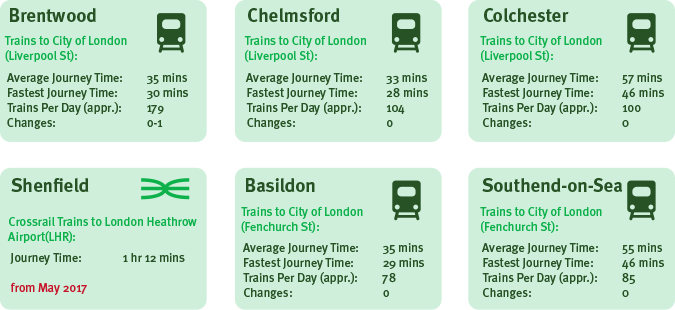 Brentwood
Trains to City of London
(Liverpool St):
Average Journey Time: 35 mins
Fastest Journey Time: 30 mins
Trains Per Day (appr.): 179
Changes: 0-1
Chelmsford
Trains to City of London
(Liverpool St):
Average Journey Time: 33 mins
Fastest Journey Time: 28 mins
Trains Per Day (appr.): 104
Changes: 0
Colchester
Trains to City of London
(Liverpool St):
Average Journey Time: 57 mins
Fastest Journey Time: 46 mins
Trains Per Day (appr.): 100
Changes: 0
Shenfield
Crossrail Trains to London Heathrow
Airport(LHR):
Journey Time: 1 hr 12 mins
from May 2017
Basildon
Trains to City of London
(Fenchurch St):
Average Journey Time: 35 mins
Fastest Journey Time: 29 mins
Trains Per Day (appr.): 78
Changes: 0
Southend-on-Sea
Trains to City of London
(Fenchurch St):
Average Journey Time: 55 mins
Fastest Journey Time: 46 mins
Trains Per Day (appr.): 85
Changes: 0